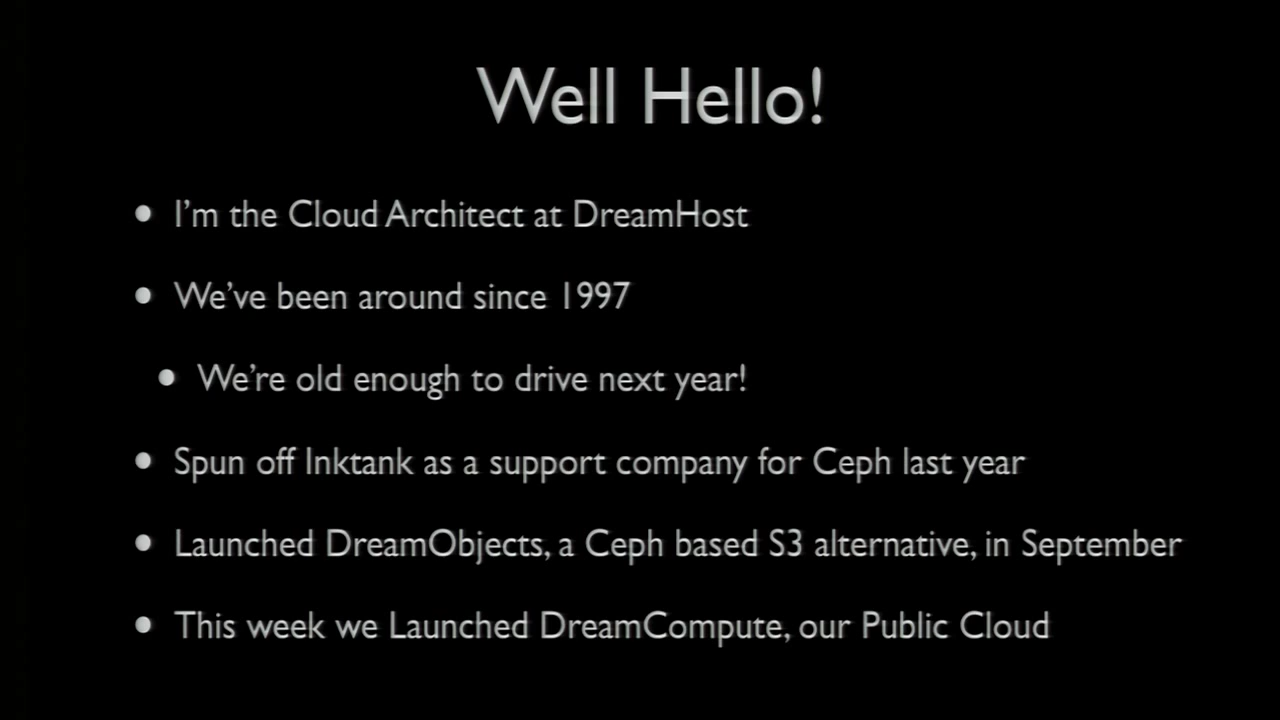 Well Hello!
• I'm the Cloud Architect at DreamHost
• We've been around since 1997
• We're old enough to drive next year!
• Spun off Inktank as a support company for Ceph last year
• Launched DreamObjects, a Ceph based S3 alternative, in September
• This week we Launched DreamCompute, our Public Cloud